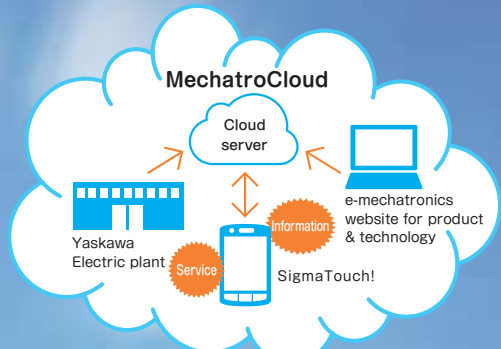 MechatroCloud
Cloud
server
Yaskawa
Electric plant
e-mechatronics
website for product
& technology
Service
Information
SigmaTouch!